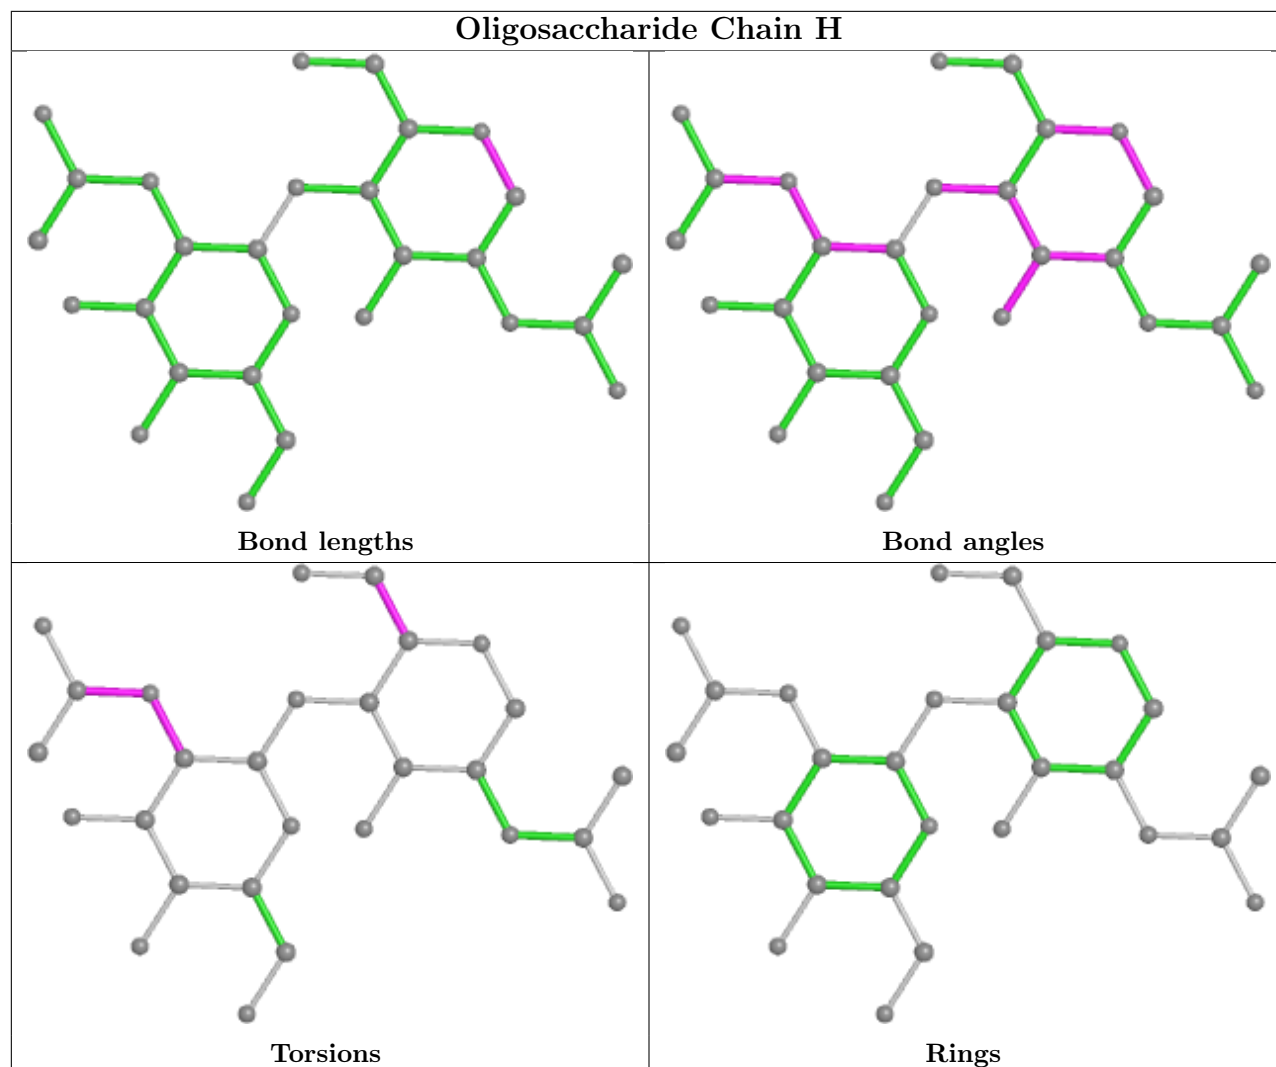 Oligosaccharide Chain H
Bond lengths
Bond angles
Torsions
Rings